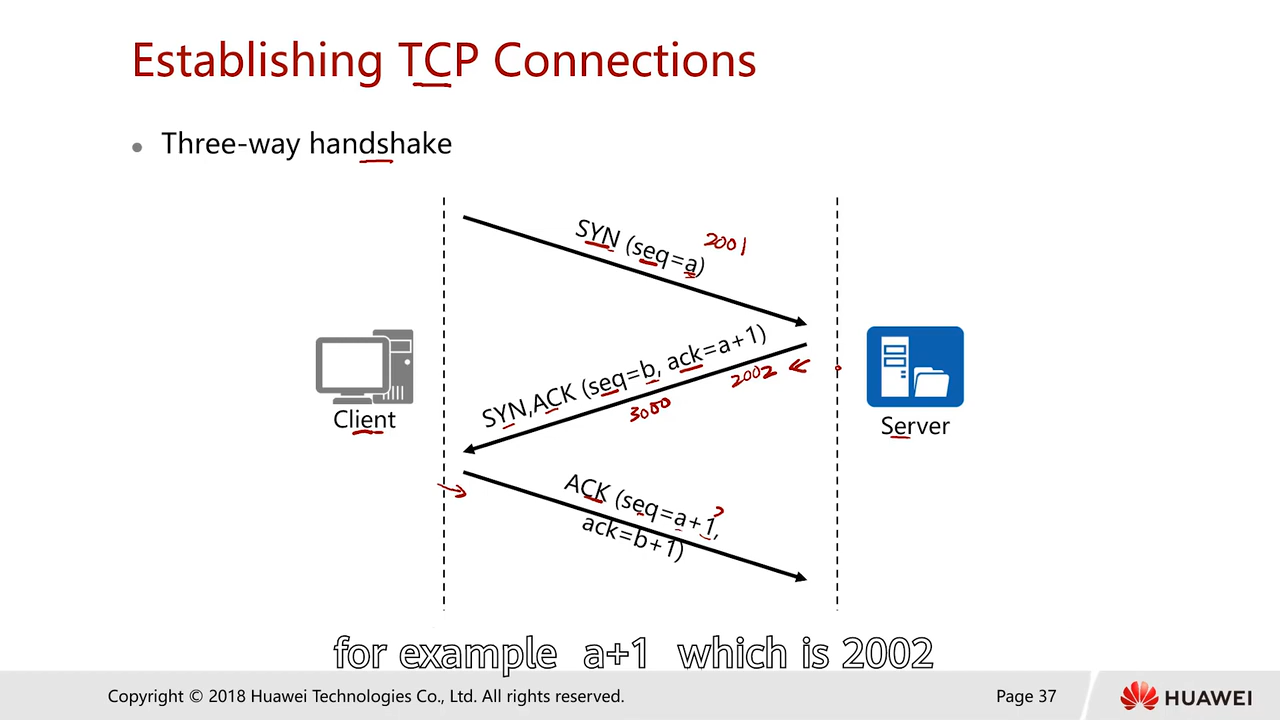 Establishing TCP Connections
Three-way handshake
SYN (seq=a)
2001
SYN,ACK (seq=b, ack=a+1)
2002
3000
Client
Server
ACK (seq=a+1,
?
ack=b+1)
for example a+1 which is 2002
Copyright © 2018 Huawei Technologies Co., Ltd. All rights reserved.
Page 37
HUAWEI